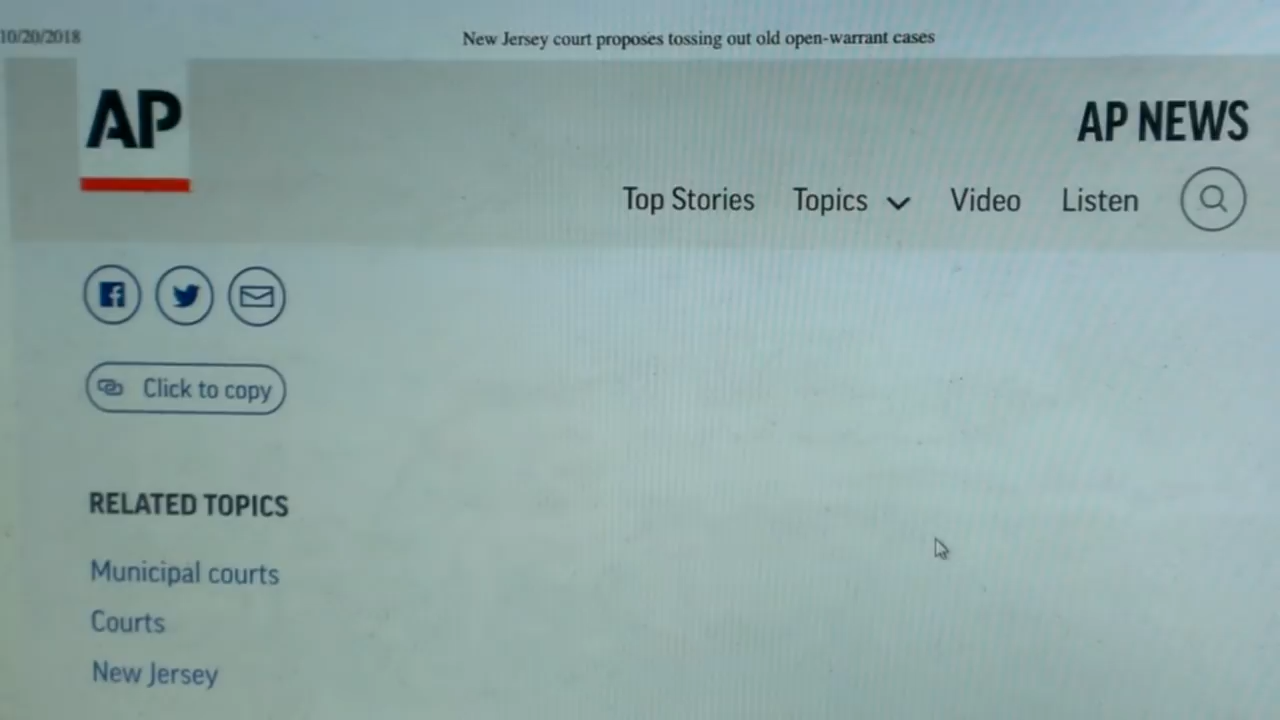 10/20/2018
New Jersey court proposes tossing out old open-warrant cases
AP
AP NEWS
Top Stories Topics Video Listen
Click to copy
RELATED TOPICS
Municipal courts
Courts
New Jersey